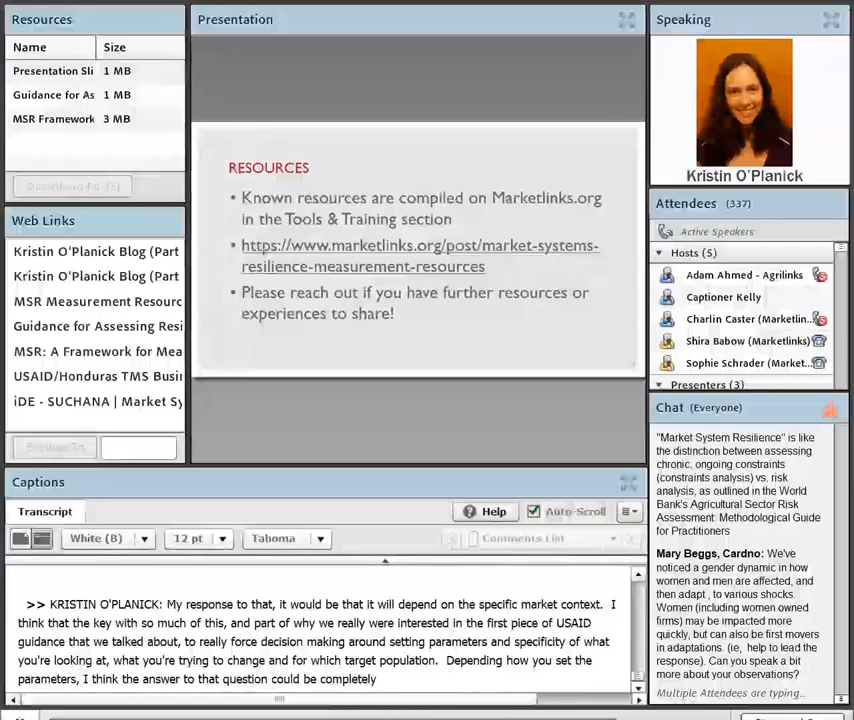 Resources
Name Size
Presentation Sli 1 MB
Guidance for As 1 MB
MSR Framework 3 MB
Web Links
Kristin O'Planick Blog (Part
Kristin O'Planick Blog (Part
MSR Measurement Resourc
Guidance for Assessing Resi
MSR: A Framework for Mea
USAID/Honduras TMS Busin
iDE - SUCHANA | Market Sy
Browse To
Presentation
RESOURCES
• Known resources are compiled on Marketlinks.org
in the Tools & Training section
• https://www.marketlinks.org/post/market-systems-
resilience-measurement-resources
• Please reach out if you have further resources or
experiences to share!
Captions
Transcript
Help
Auto-Scroll
White (8)
12 pt
Tahoma
Comments List
>> KRISTIN O'PLANICK: My response to that, it would be that it will depend on the specific market context. I
think that the key with so much of this, and part of why we really were interested in the first piece of USAID
guidance that we talked about, to really force decision making around setting parameters and specificity of what
you're looking at, what you're trying to change and for which target population. Depending how you set the
parameters, I think the answer to that question could be completely
Speaking
Kristin O'Planick
Attendees (337)
Active Speakers
Hosts (5)
Adam Ahmed - Agrilinks
Captioner Kelly
Charlin Caster (Marketlin...
Shira Babow (Marketlinks)
Sophie Schrader (Market...
Presenters (3)
Chat (Everyone)
"Market System Resilience" is like
the distinction between assessing
chronic, ongoing constraints
(constraints analysis) vs. risk
analysis, as outlined in the World
Bank's Agricultural Sector Risk
Assessment: Methodological Guide
for Practitioners
Mary Beggs, Cardno: We've
noticed a gender dynamic in how
women and men are affected, and
then adapt , to various shocks.
Women (including women owned
firms) may be impacted more
quickly, but can also be first movers
in adaptations. (ie, help to lead the
response). Can you speak a bit
more about your observations?
Multiple Attendees are typing...